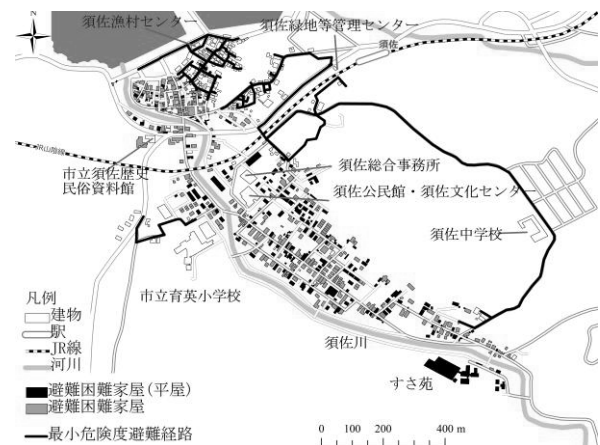 須佐漁村センター
須佐緑地等管理センター
須佐
JR山陰線
市立須佐歴史
民俗資料館
須佐総合事務所
須佐公民館・須佐文化センター
須佐中学校
市立育英小学校
須佐川
すさ苑
凡例
建物
駅
JR線
河川
避難困難家屋(平屋)
避難困難家屋
最小危険度避難経路
0 100 200 400 m